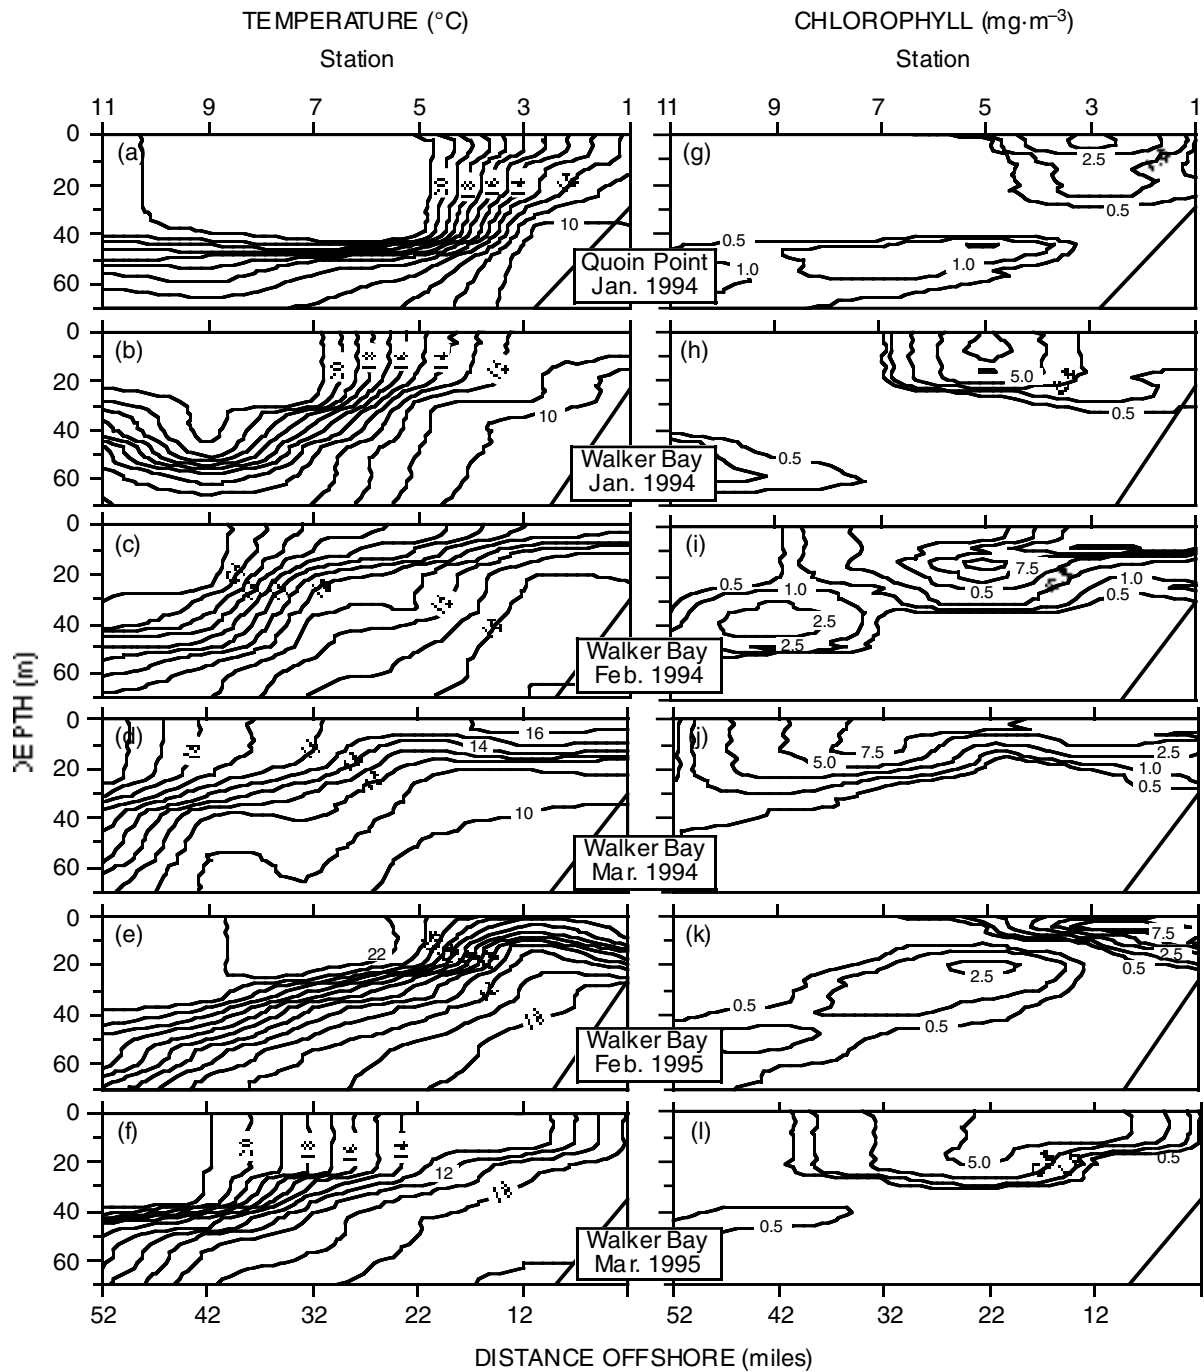 TEMPERATURE (°C)
CHLOROPHYLL (mg·m⁻³)
Station
Station
11 9 7 5 3 1
11 9 7 5 3 1
DEPTH (m)
0
20
40
60
(a)
10
Quoin Point
Jan. 1994
(g)
2.5
0.5
0.5
1.0
1.0
0
20
40
60
(b)
10
Walker Bay
Jan. 1994
(h)
5.0
0.5
0.5
0
20
40
60
(c)
Walker Bay
Feb. 1994
(i)
7.5
0.5
1.0
1.0
0.5
0.5
2.5
2.5
0
20
40
60
(d)
16
14
10
Walker Bay
Mar. 1994
(j)
7.5
5.0
2.5
1.0
0.5
0
20
40
60
(e)
22
Walker Bay
Feb. 1995
(k)
7.5
2.5
0.5
2.5
0.5
0.5
0
20
40
60
(f)
12
Walker Bay
Mar. 1995
(l)
5.0
0.5
0.5
52 42 32 22 12
52 42 32 22 12
DISTANCE OFFSHORE (miles)